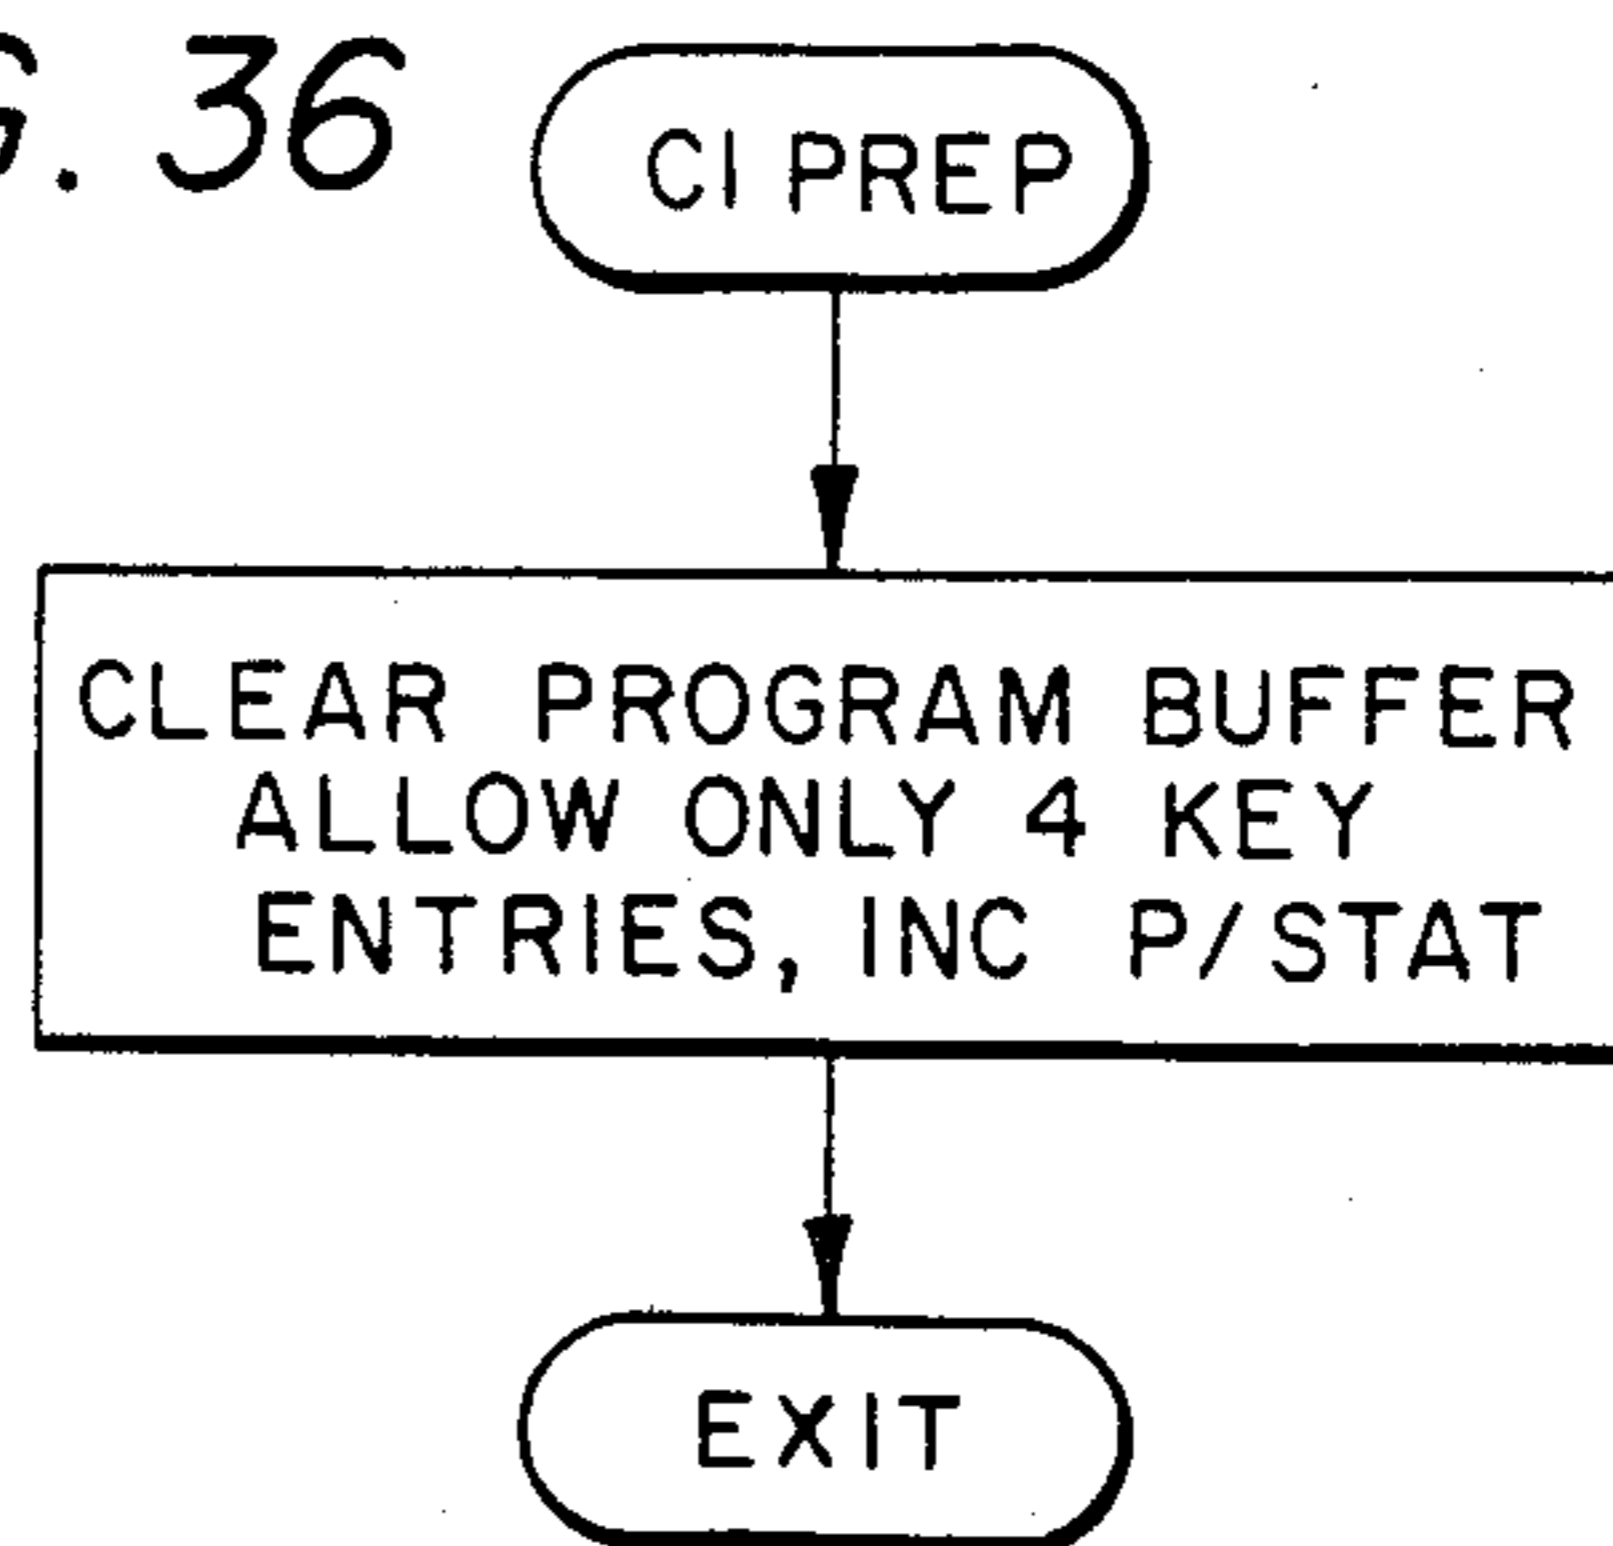 G. 36
CI PREP
CLEAR PROGRAM BUFFER
ALLOW ONLY 4 KEY
ENTRIES, INC P/STAT
EXIT